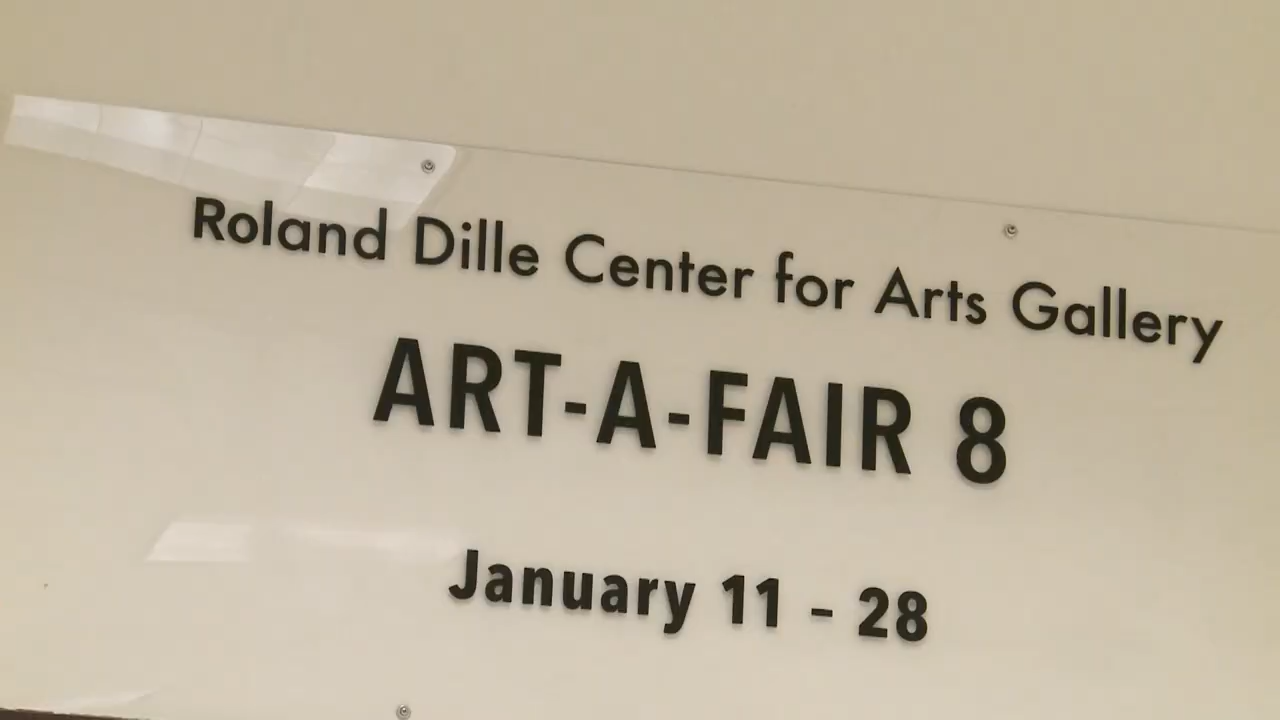 Roland Dille Center for Arts Gallery
ART-A-FAIR 8
January 11 – 28